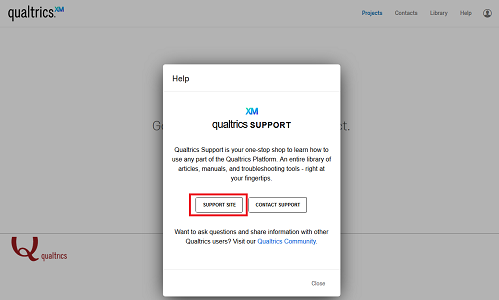 qualtrics.XM
Projects Contacts Library Help
Help
XM
qualtrics SUPPORT
Qualtrics Support is your one-stop shop to learn how to
use any part of the Qualtrics Platform. An entire library of
articles, manuals, and troubleshooting tools - right at
your fingertips.
SUPPORT SITE CONTACT SUPPORT
Want to ask questions and share information with other
Qualtrics users? Visit our Qualtrics Community.
Q qualtrics
Close